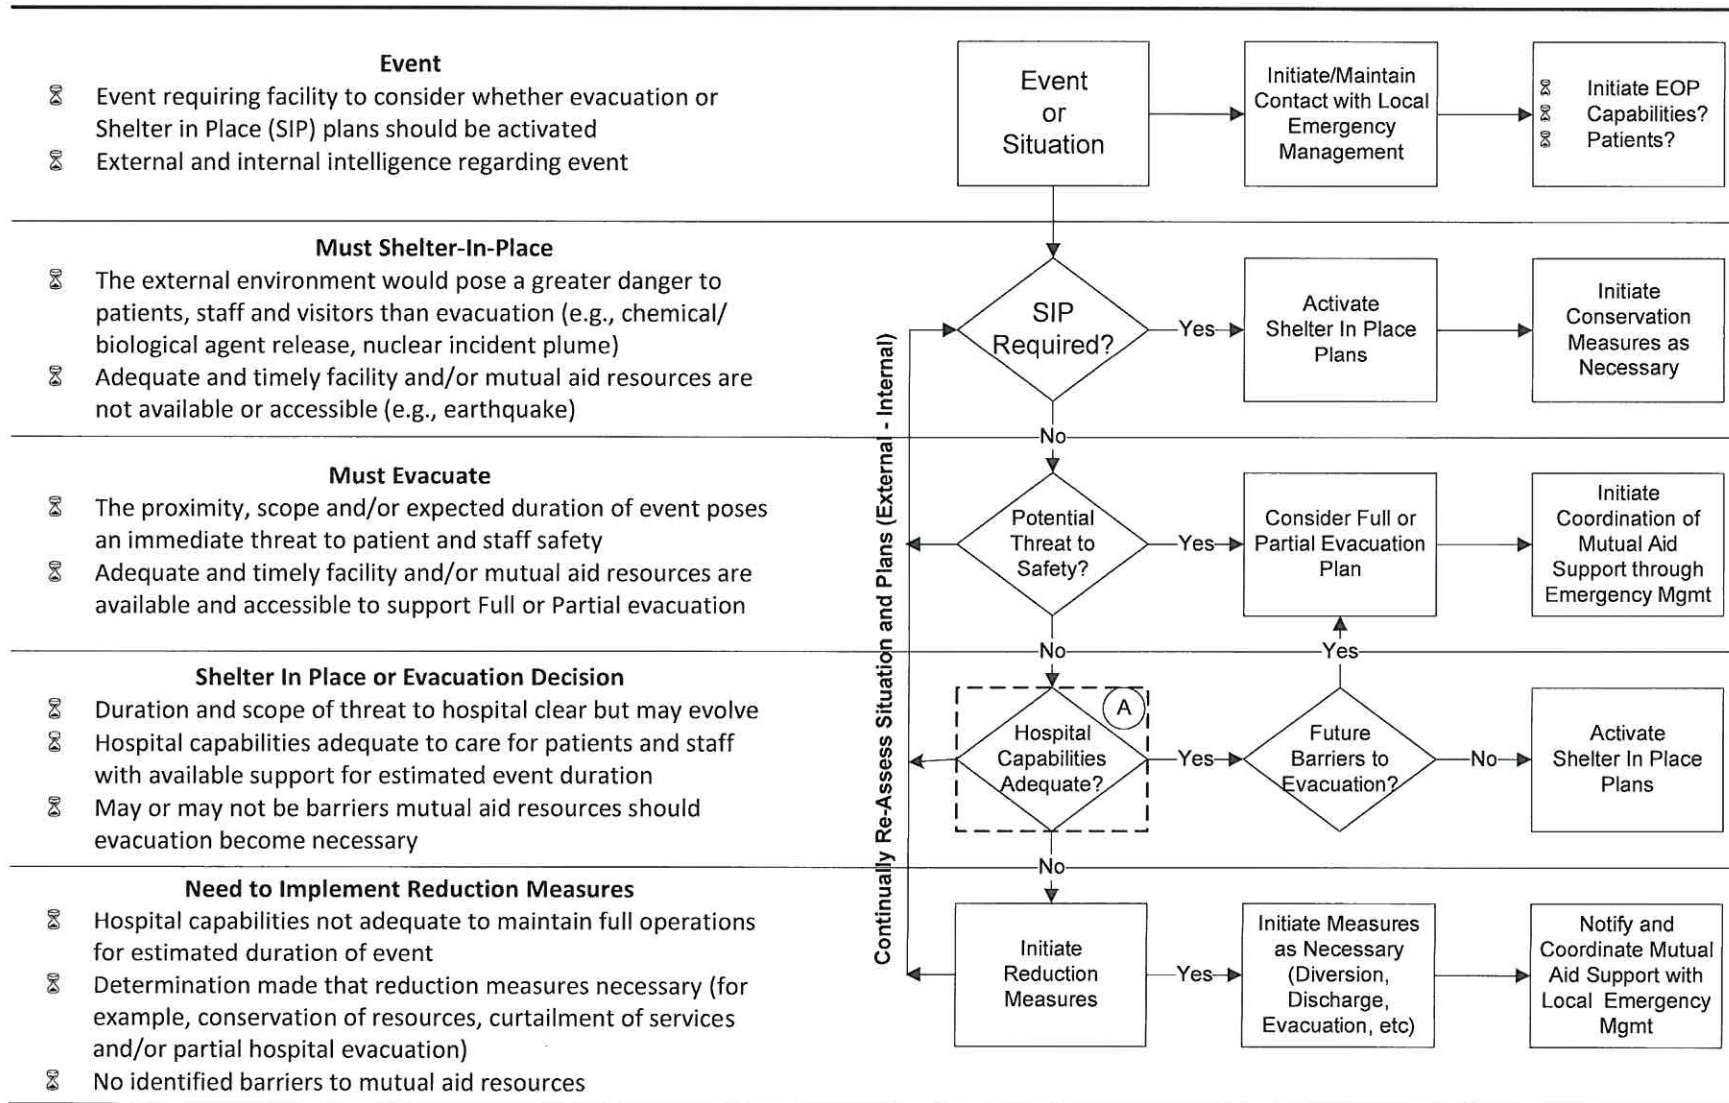 Event
Event requiring facility to consider whether evacuation or
Shelter in Place (SIP) plans should be activated
External and internal intelligence regarding event
Event
or
Situation
Initiate/Maintain
Contact with Local
Emergency
Management
Initiate EOP
Capabilities?
Patients?
Must Shelter-In-Place
The external environment would pose a greater danger to
patients, staff and visitors than evacuation (e.g., chemical/
biological agent release, nuclear incident plume)
Adequate and timely facility and/or mutual aid resources are
not available or accessible (e.g., earthquake)
SIP
Required?
Yes
Activate
Shelter In Place
Plans
Initiate
Conservation
Measures as
Necessary
No
Must Evacuate
The proximity, scope and/or expected duration of event poses
an immediate threat to patient and staff safety
Adequate and timely facility and/or mutual aid resources are
available and accessible to support Full or Partial evacuation
Potential
Threat to
Safety?
Yes
Consider Full or
Partial Evacuation
Plan
Initiate
Coordination of
Mutual Aid
Support through
Emergency Mgmt
No
Yes
Shelter In Place or Evacuation Decision
Duration and scope of threat to hospital clear but may evolve
Hospital capabilities adequate to care for patients and staff
with available support for estimated event duration
May or may not be barriers mutual aid resources should
evacuation become necessary
A
Hospital
Capabilities
Adequate?
Yes
Future
Barriers to
Evacuation?
No
Activate
Shelter In Place
Plans
No
Need to Implement Reduction Measures
Hospital capabilities not adequate to maintain full operations
for estimated duration of event
Determination made that reduction measures necessary (for
example, conservation of resources, curtailment of services
and/or partial hospital evacuation)
No identified barriers to mutual aid resources
Initiate
Reduction
Measures
Yes
Initiate Measures
as Necessary
(Diversion,
Discharge,
Evacuation, etc)
Notify and
Coordinate Mutual
Aid Support with
Local Emergency
Mgmt
Continually Re-Assess Situation and Plans (External - Internal)